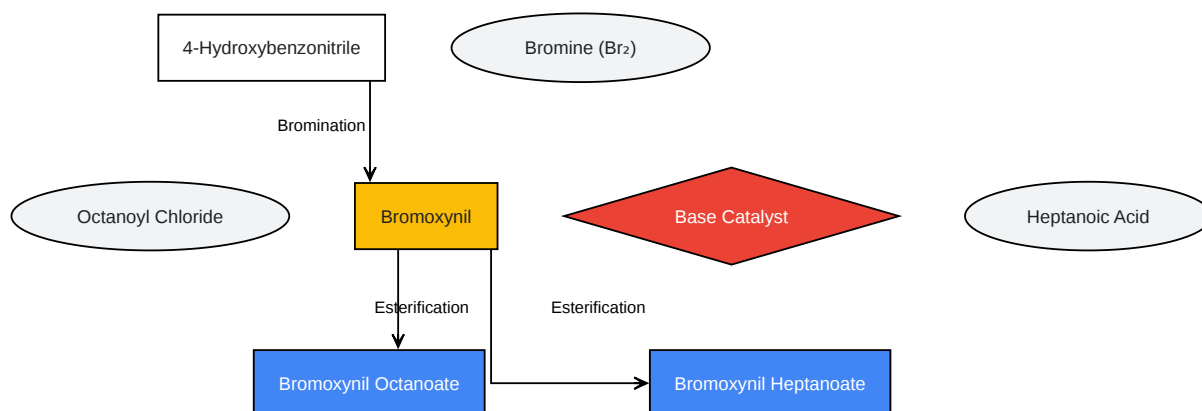 4-Hydroxybenzonitrile
Bromine (Br₂)
Bromination
Octanoyl Chloride
Bromoxynil
Base Catalyst
Heptanoic Acid
Esterification
Esterification
Bromoxynil Octanoate
Bromoxynil Heptanoate